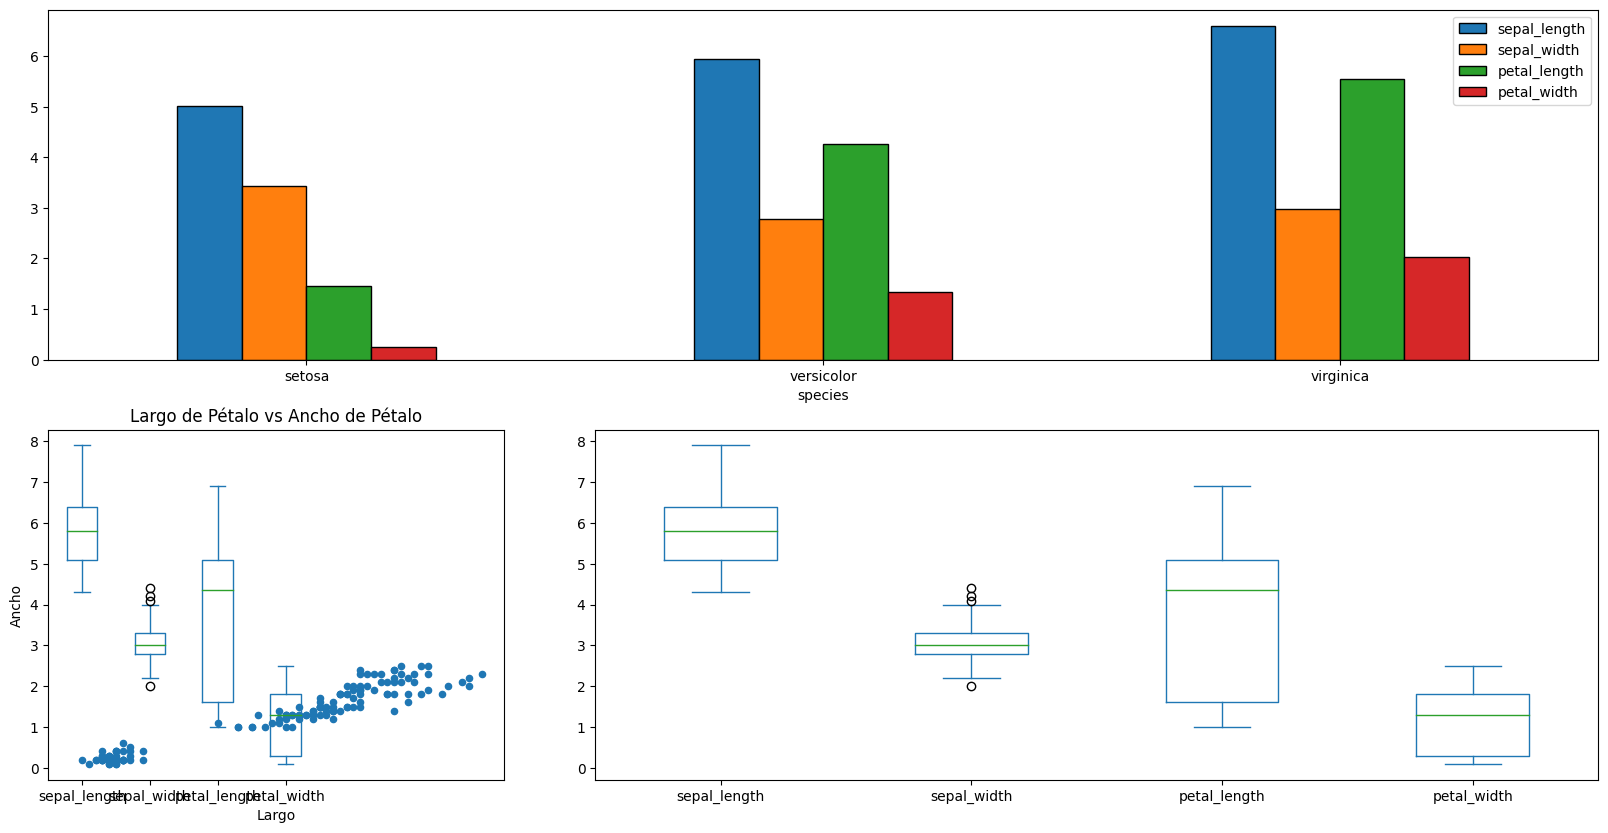 sepal_length
sepal_width
petal_length
petal_width
6
5
4
3
2
1
0
setosa versicolor virginica
species
Largo de Pétalo vs Ancho de Pétalo
8
7
6
5
4
3
2
1
0
Ancho
sepal_length sepal_width petal_length petal_width
Largo
8
7
6
5
4
3
2
1
0
sepal_length sepal_width petal_length petal_width